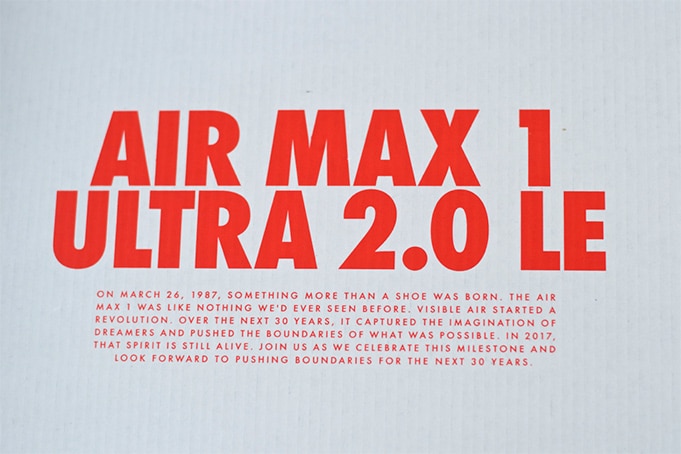 AIR MAX 1
ULTRA 2.0 LE
ON MARCH 26, 1987, SOMETHING MORE THAN A SHOE WAS BORN. THE AIR
MAX 1 WAS LIKE NOTHING WE'D EVER SEEN BEFORE. VISIBLE AIR STARTED A
REVOLUTION. OVER THE NEXT 30 YEARS, IT CAPTURED THE IMAGINATION OF
DREAMERS AND PUSHED THE BOUNDARIES OF WHAT WAS POSSIBLE. IN 2017,
THAT SPIRIT IS STILL ALIVE. JOIN US AS WE CELEBRATE THIS MILESTONE AND
LOOK FORWARD TO PUSHING BOUNDARIES FOR THE NEXT 30 YEARS.